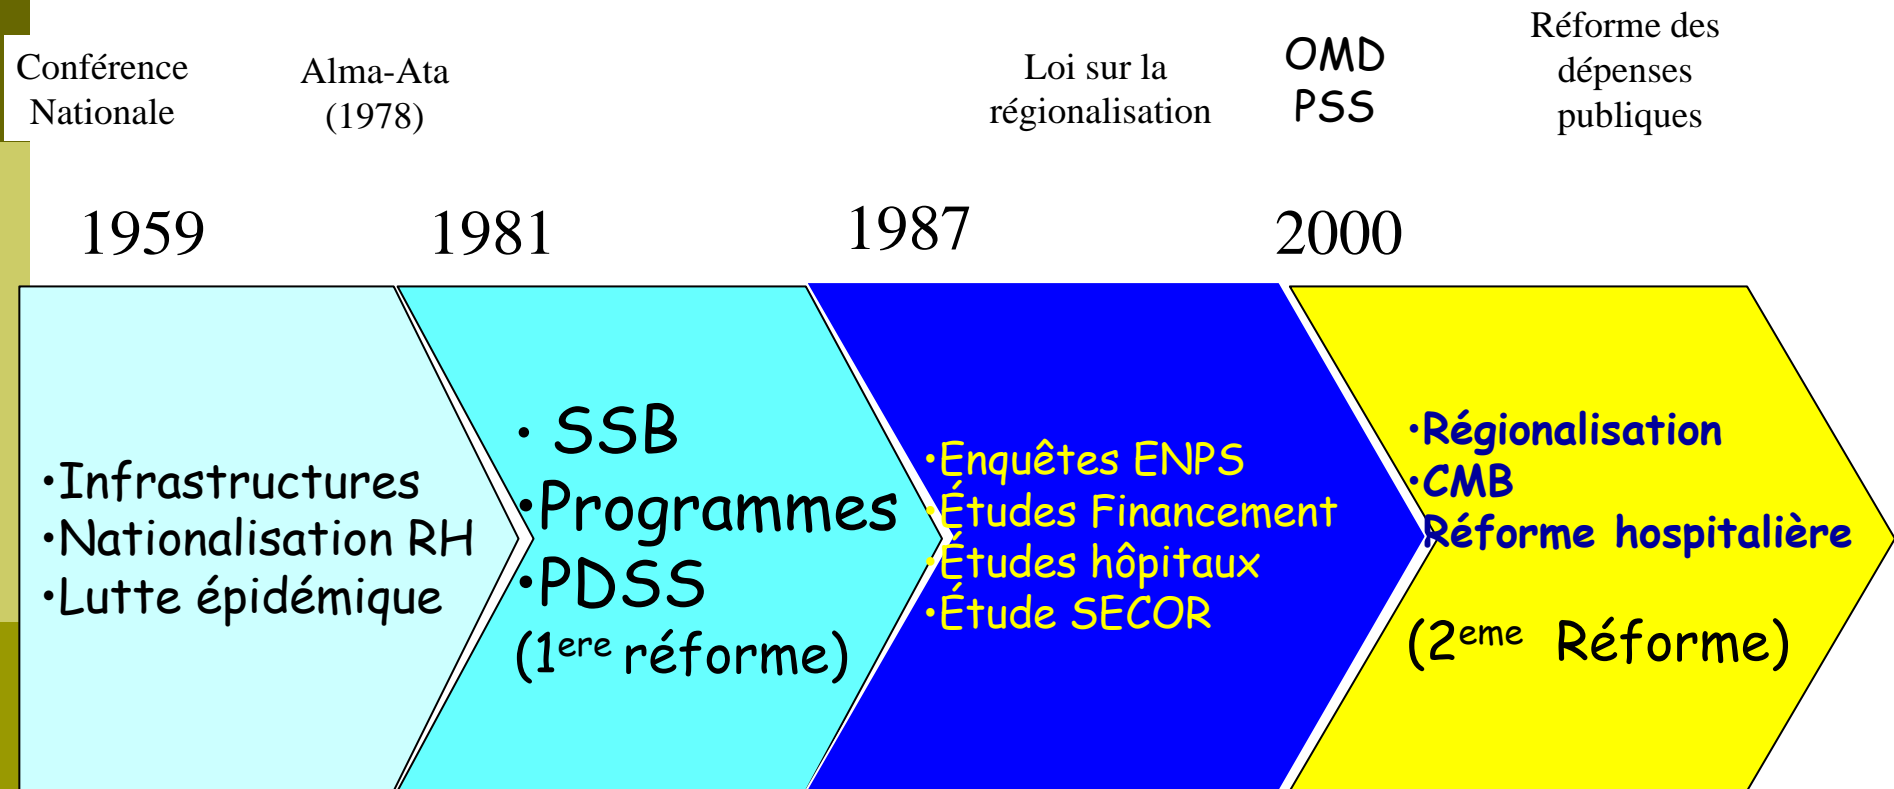 Conférence
Nationale
Alma-Ata
(1978)
Loi sur la
régionalisation
OMD
PSS
Réforme des
dépenses
publiques
1959
1981
1987
2000
•Infrastructures
•Nationalisation RH
•Lutte épidémique
• SSB
•Programmes
•PDSS
(1ere réforme)
•Enquêtes ENPS
•Études Financement
•Études hôpitaux
•Étude SECOR
•Régionalisation
•CMB
•Réforme hospitalière
(2eme Réforme)